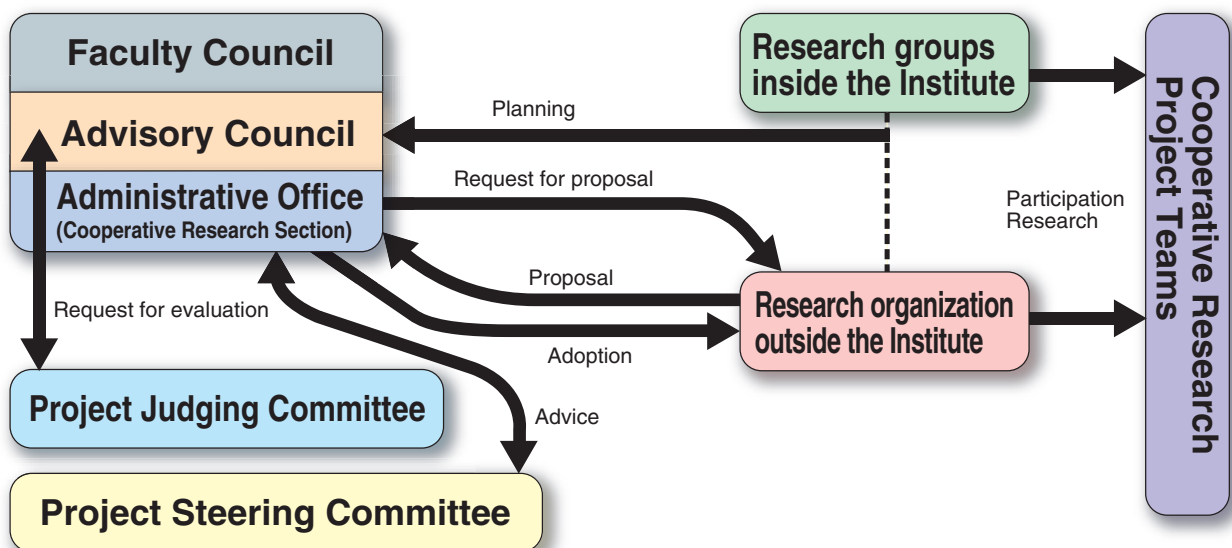 Faculty Council
Advisory Council
Administrative Office
(Cooperative Research Section)
Planning
Request for proposal
Proposal
Adoption
Request for evaluation
Advice
Project Judging Committee
Project Steering Committee
Research groups
inside the Institute
Research organization
outside the Institute
Participation
Research
Cooperative Research
Project Teams